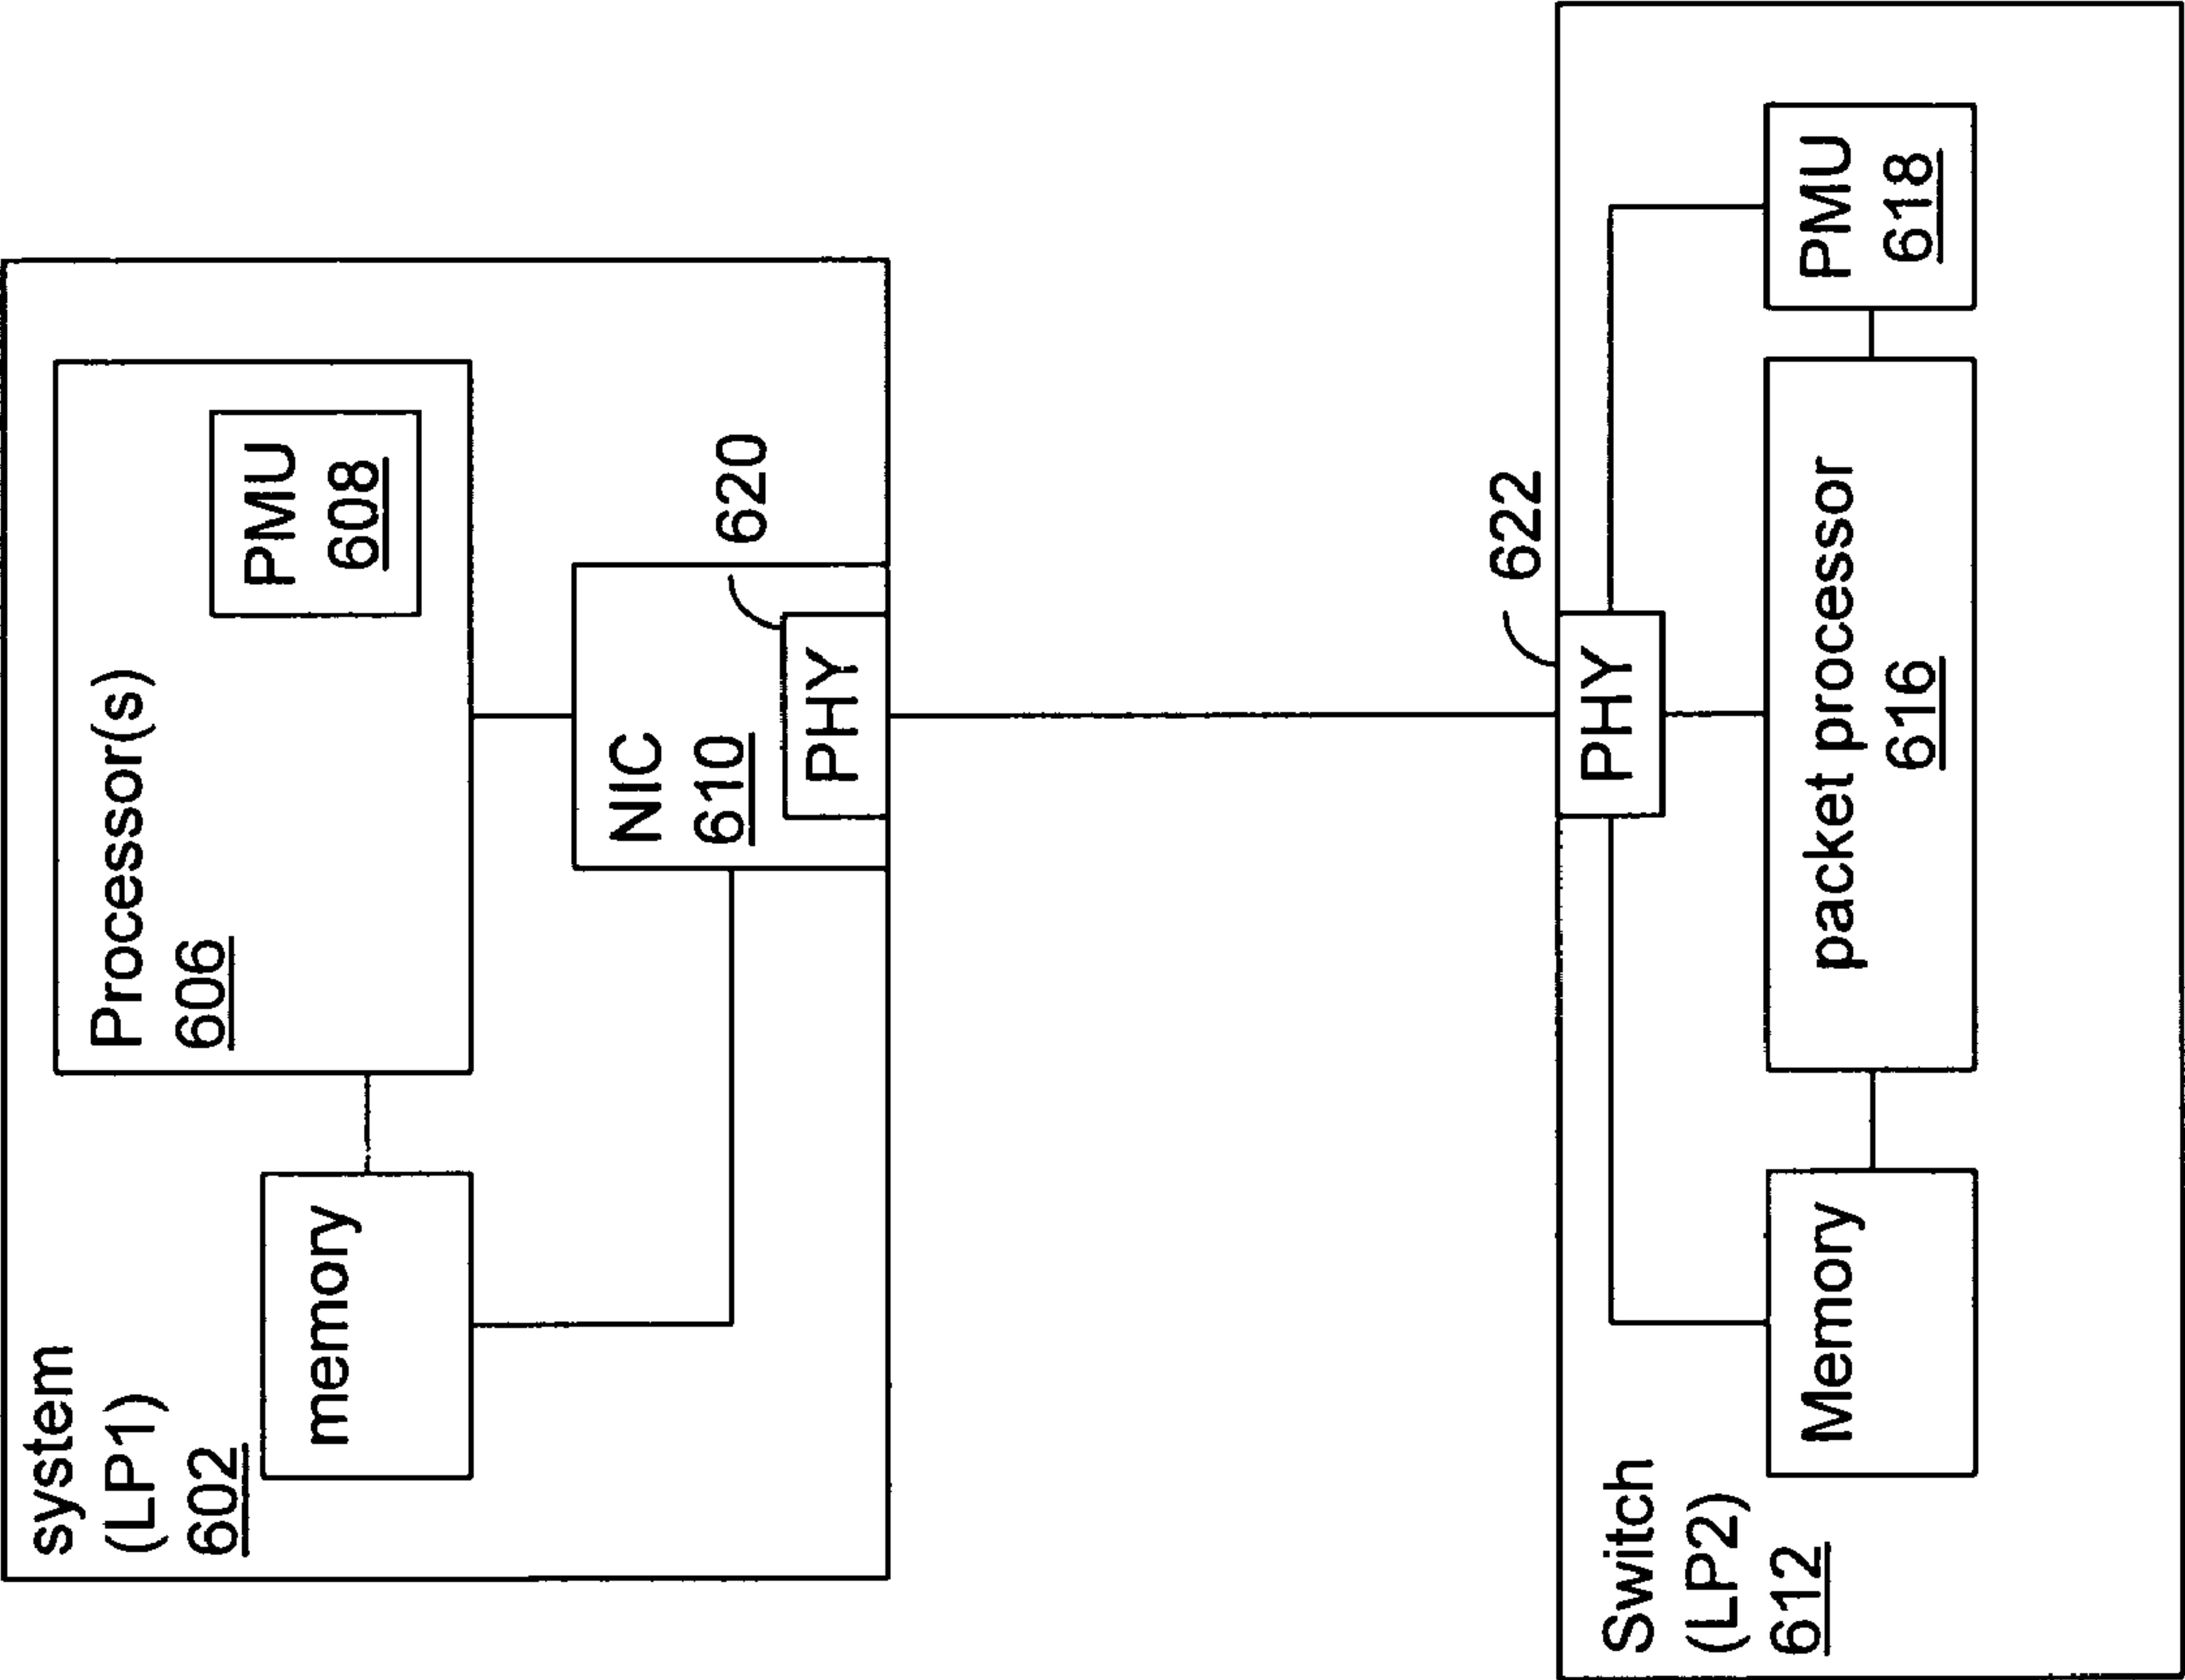 system
(LP1)
602
memory
Processor(s)
606
PMU
608
NIC
610
PHY
620
Switch
(LP2)
612
PHY
622
Memory
packet processor
616
PMU
618